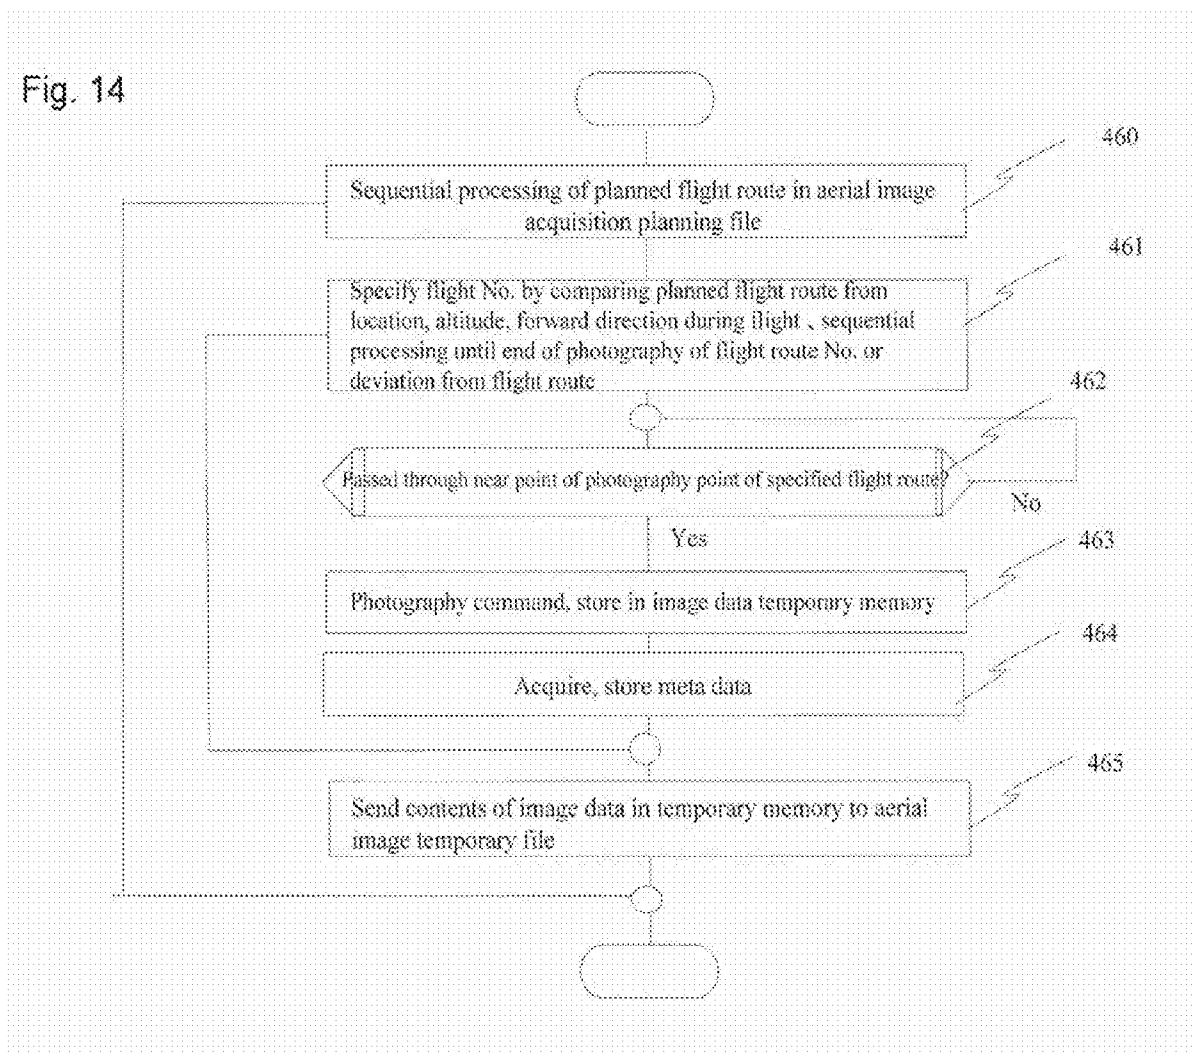 Fig. 14
460
Sequential processing of planned flight route in aerial image
acquisition planning file
461
Specify flight No. by comparing planned flight route from
location, altitude, forward direction during flight 、sequential
processing until end of photography of flight route No. or
deviation from flight route
462
Passed through near point of photography point of specified flight route?
No
Yes
463
Photography command, store in image data temporary memory
464
Acquire, store meta data
465
Send contents of image data in temporary memory to aerial
image temporary file